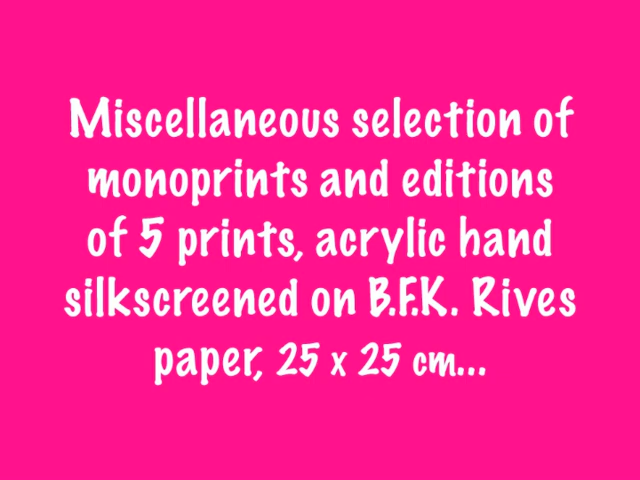 Miscellaneous selection of
monoprints and editions
of 5 prints, acrylic hand
silkscreened on B.F.K. Rives
paper, 25 x 25 cm...